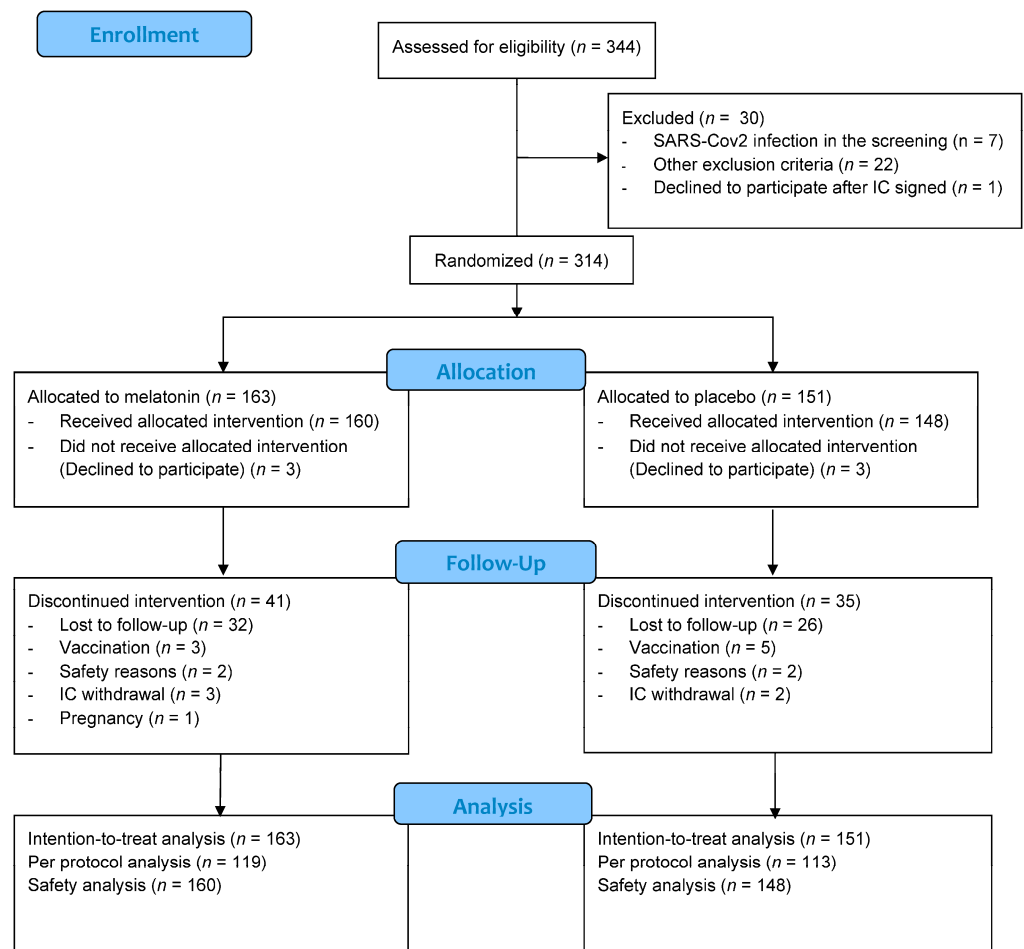 Enrollment
Assessed for eligibility (n = 344)
Excluded (n = 30)
- SARS-Cov2 infection in the screening (n = 7)
- Other exclusion criteria (n = 22)
- Declined to participate after IC signed (n = 1)
Randomized (n = 314)
Allocation
Allocated to melatonin (n = 163)
- Received allocated intervention (n = 160)
- Did not receive allocated intervention
(Declined to participate) (n = 3)
Allocated to placebo (n = 151)
- Received allocated intervention (n = 148)
- Did not receive allocated intervention
(Declined to participate) (n = 3)
Follow-Up
Discontinued intervention (n = 41)
- Lost to follow-up (n = 32)
- Vaccination (n = 3)
- Safety reasons (n = 2)
- IC withdrawal (n = 3)
- Pregnancy (n = 1)
Discontinued intervention (n = 35)
- Lost to follow-up (n = 26)
- Vaccination (n = 5)
- Safety reasons (n = 2)
- IC withdrawal (n = 2)
Analysis
Intention-to-treat analysis (n = 163)
Per protocol analysis (n = 119)
Safety analysis (n = 160)
Intention-to-treat analysis (n = 151)
Per protocol analysis (n = 113)
Safety analysis (n = 148)